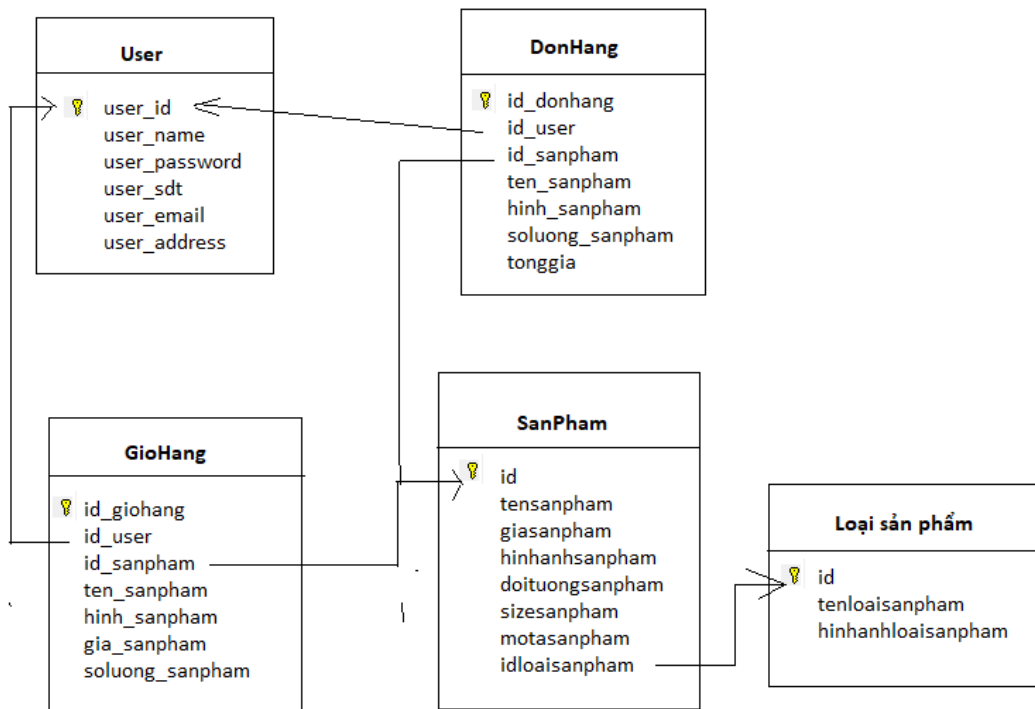 User
user_id
user_name
user_password
user_sdt
user_email
user_address
DonHang
id_donhang
id_user
id_sanpham
ten_sanpham
hinh_sanpham
soluong_sanpham
tonggia
GioHang
id_giohang
id_user
id_sanpham
ten_sanpham
hinh_sanpham
gia_sanpham
soluong_sanpham
SanPham
id
tensanpham
giasanpham
hinhanhsanpham
doituongsanpham
sizesanpham
motasanpham
idloaisanpham
Loại sản phẩm
id
tenloaisanpham
hinhanhloaisanpham